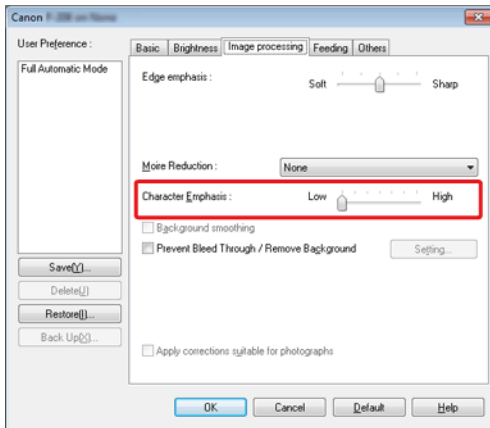 Canon
User Preference :
Full Automatic Mode
Save(Y)...
Delete(J)
Restore(I)...
Back Up(X)...
Basic Brightness Image processing Feeding Others
Edge emphasis : Soft Sharp
Moire Reduction : None
Character Emphasis : Low High
Background smoothing
Prevent Bleed Through / Remove Background Setting...
Apply corrections suitable for photographs
OK Cancel Default Help